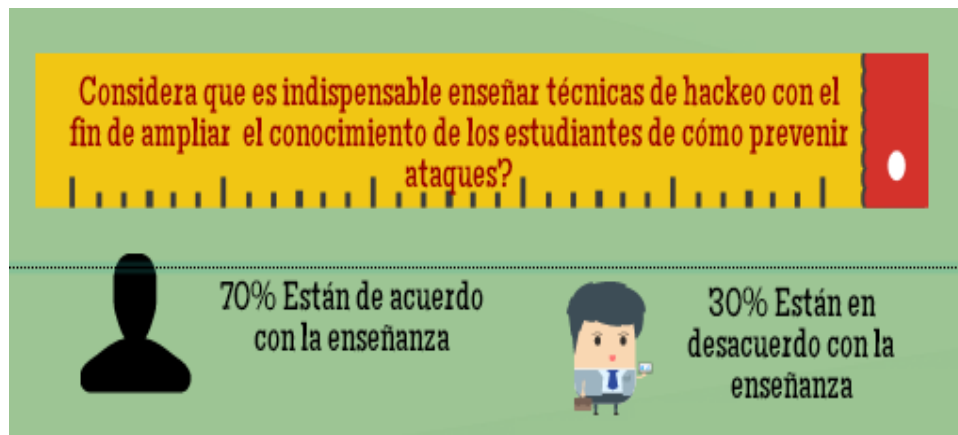 Considera que es indispensable enseñar técnicas de hackeo con el
fin de ampliar el conocimiento de los estudiantes de cómo prevenir
ataques'?
70% Están de acuerdo
con la enseñanza
30% Están en
desacuerdo con la
enseñanza